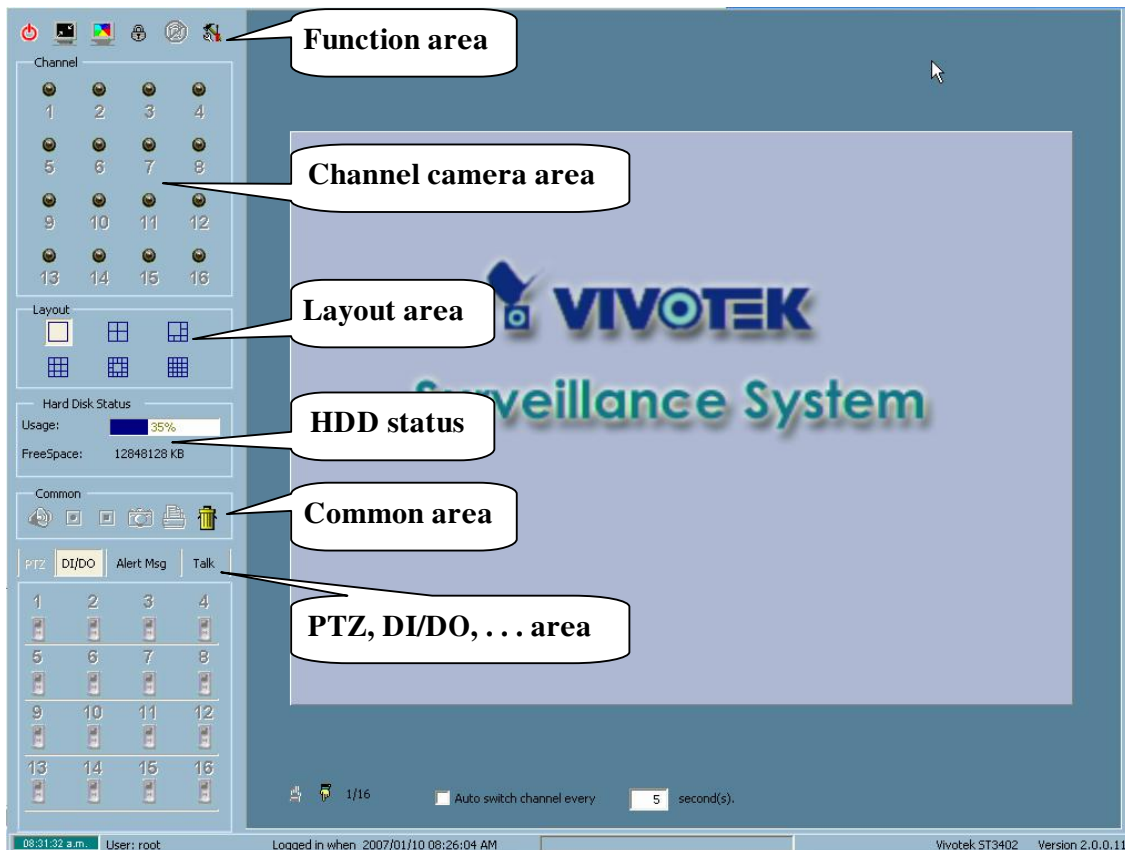 Function area
Channel
1 2 3 4
5 6 7 8
9 10 11 12
13 14 15 16
Channel camera area
Layout
Layout area
VIVOTEK
Surveillance System
Hard Disk Status
Usage: 35%
FreeSpace: 12848128 KB
HDD status
Common
Common area
PTZ DI/DO Alert Msg Talk
PTZ, DI/DO, . . . area
1 2 3 4
5 6 7 8
9 10 11 12
13 14 15 16
1/16 Auto switch channel every 5 second(s).
08:31:32 a.m. User: root Logged in when 2007/01/10 08:26:04 AM Vivotek ST3402 Version 2.0.0.11